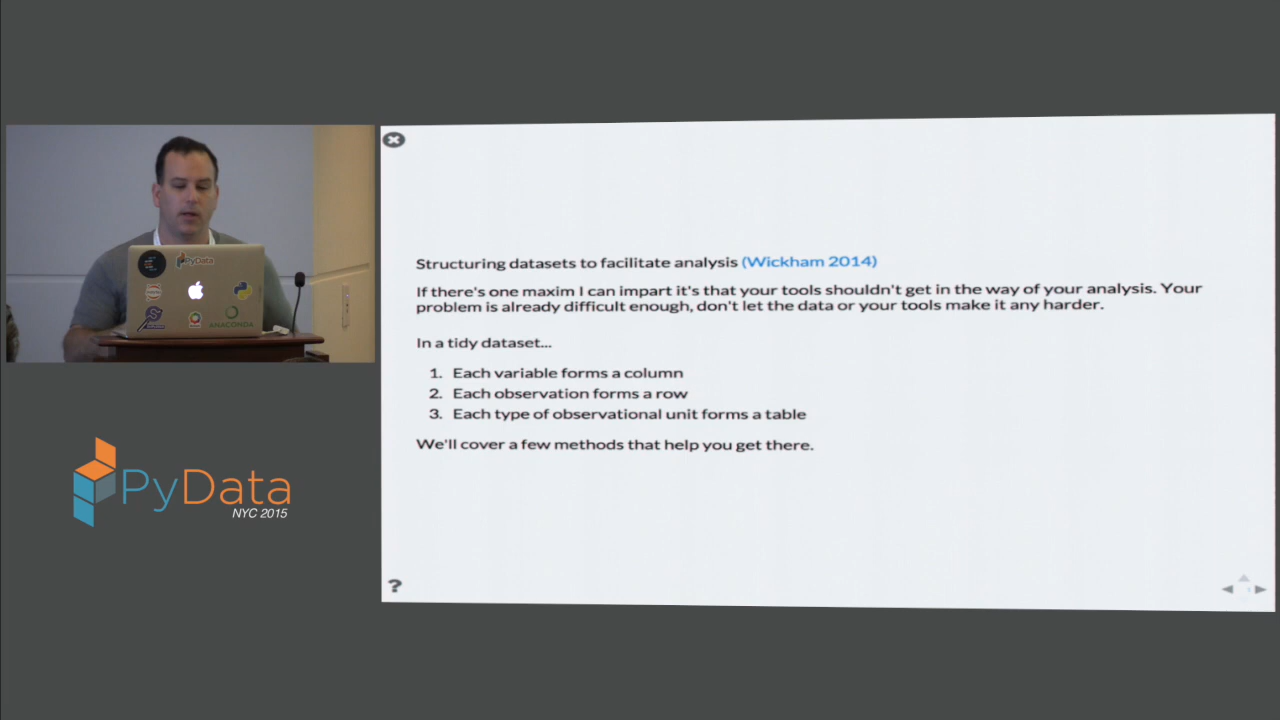 PyData
ANACONDA
PyData
NYC 2015
Structuring datasets to facilitate analysis (Wickham 2014)
If there's one maxim I can impart it's that your tools shouldn't get in the way of your analysis. Your
problem is already difficult enough, don't let the data or your tools make it any harder.
In a tidy dataset...
1. Each variable forms a column
2. Each observation forms a row
3. Each type of observational unit forms a table
We'll cover a few methods that help you get there.
?